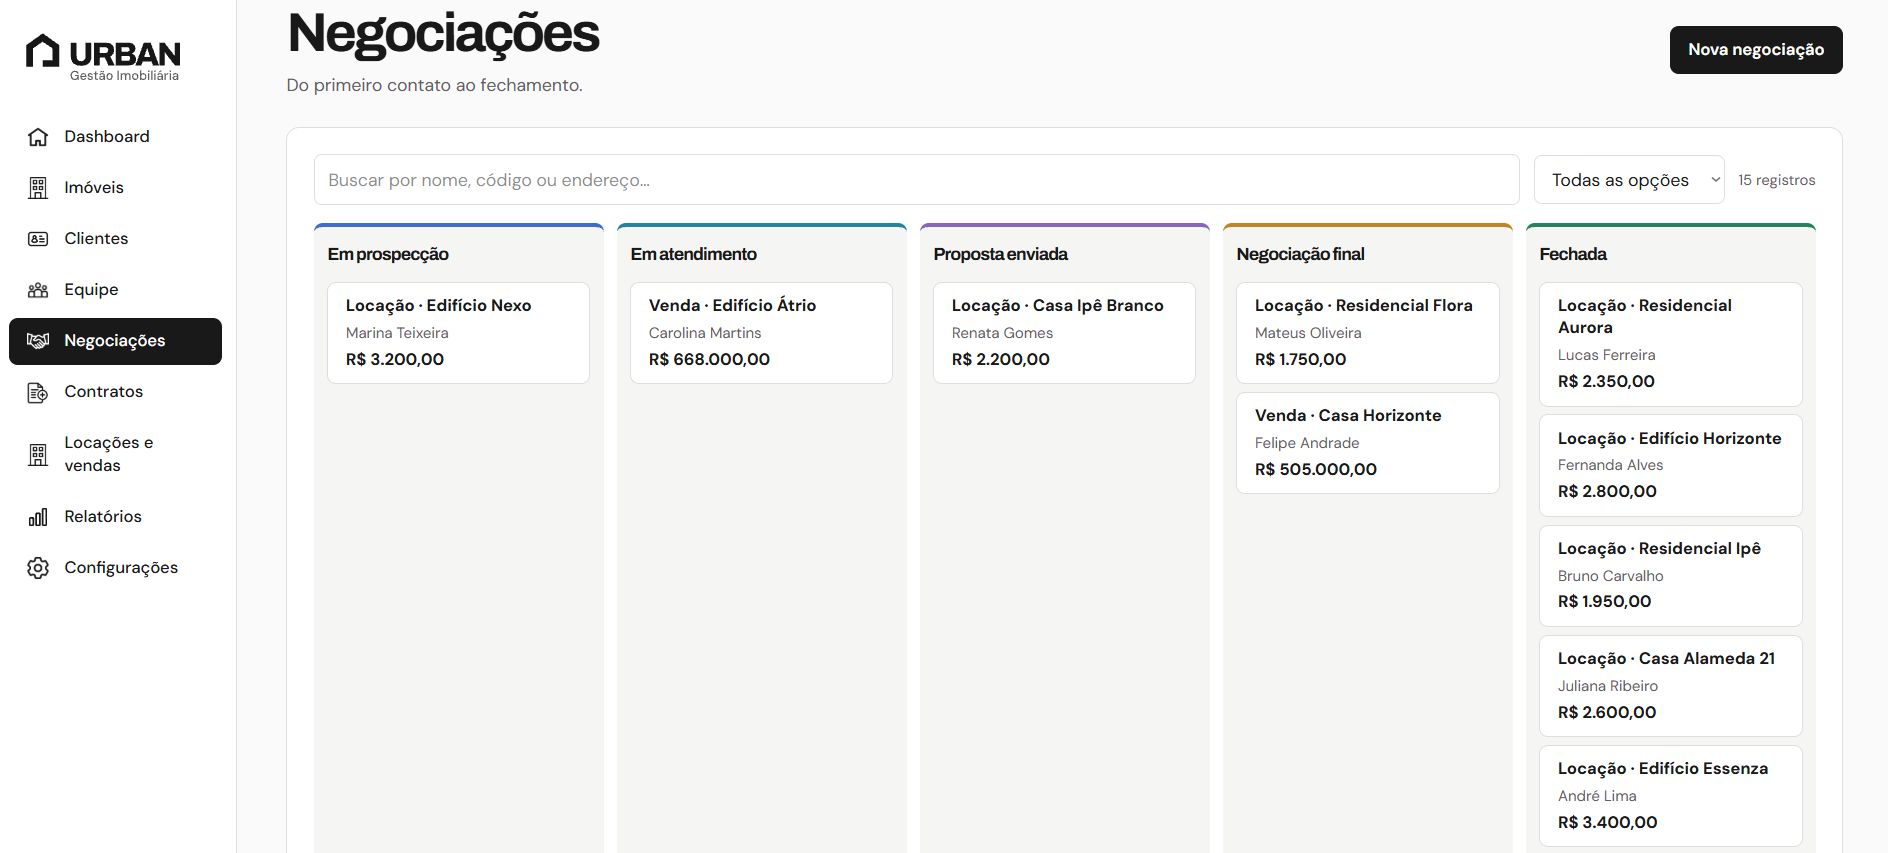 URBAN
Gestão Imobiliária
Dashboard
Imóveis
Clientes
Equipe
Negociações
Contratos
Locações e
vendas
Relatórios
Configurações
Negociações
Do primeiro contato ao fechamento.
Nova negociação
Buscar por nome, código ou endereço...
Todas as opções
15 registros
Em prospecção
Locação · Edifício Nexo
Marina Teixeira
R$ 3.200,00
Em atendimento
Venda · Edifício Átrio
Carolina Martins
R$ 668.000,00
Proposta enviada
Locação · Casa Ipê Branco
Renata Gomes
R$ 2.200,00
Negociação final
Locação · Residencial Flora
Mateus Oliveira
R$ 1.750,00
Venda · Casa Horizonte
Felipe Andrade
R$ 505.000,00
Fechada
Locação · Residencial
Aurora
Lucas Ferreira
R$ 2.350,00
Locação · Edifício Horizonte
Fernanda Alves
R$ 2.800,00
Locação · Residencial Ipê
Bruno Carvalho
R$ 1.950,00
Locação · Casa Alameda 21
Juliana Ribeiro
R$ 2.600,00
Locação · Edifício Essenza
André Lima
R$ 3.400,00